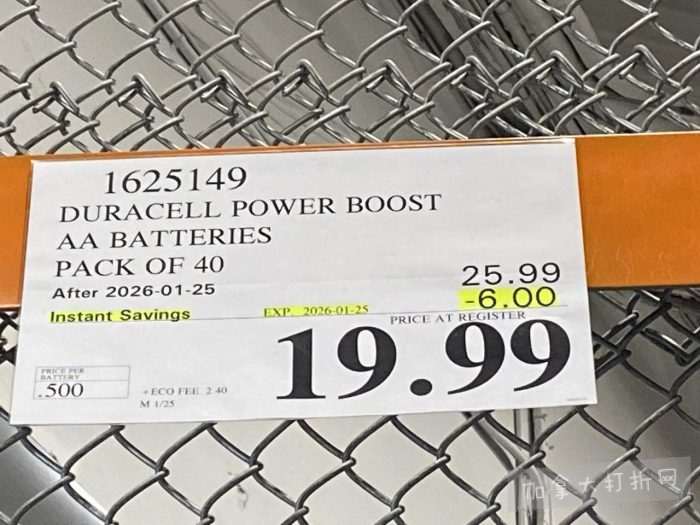 1625149
DURACELL POWER BOOST
AA BATTERIES
PACK OF 40
After 2026-01-25 25.99
Instant Savings EXP. 2026-01-25 -6.00
PRICE AT REGISTER
19.99
PRICE PER
BATTERY
.500
+ECO FEE 2.40
M 1/25
加拿大打折网